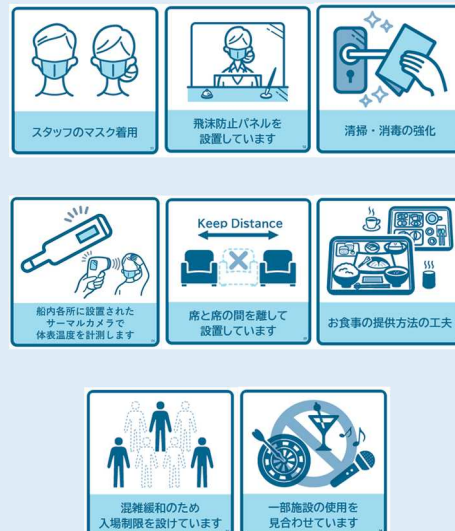 スタッフのマスク着用
飛沫防止パネルを
設置しています
清掃・消毒の強化
船内各所に設置された
サーマルカメラで
体表温度を計測します
Keep Distance
席と席の間を離して
設置しています
お食事の提供方法の工夫
混雑緩和のため
入場制限を設けています
一部施設の使用を
見合わせています